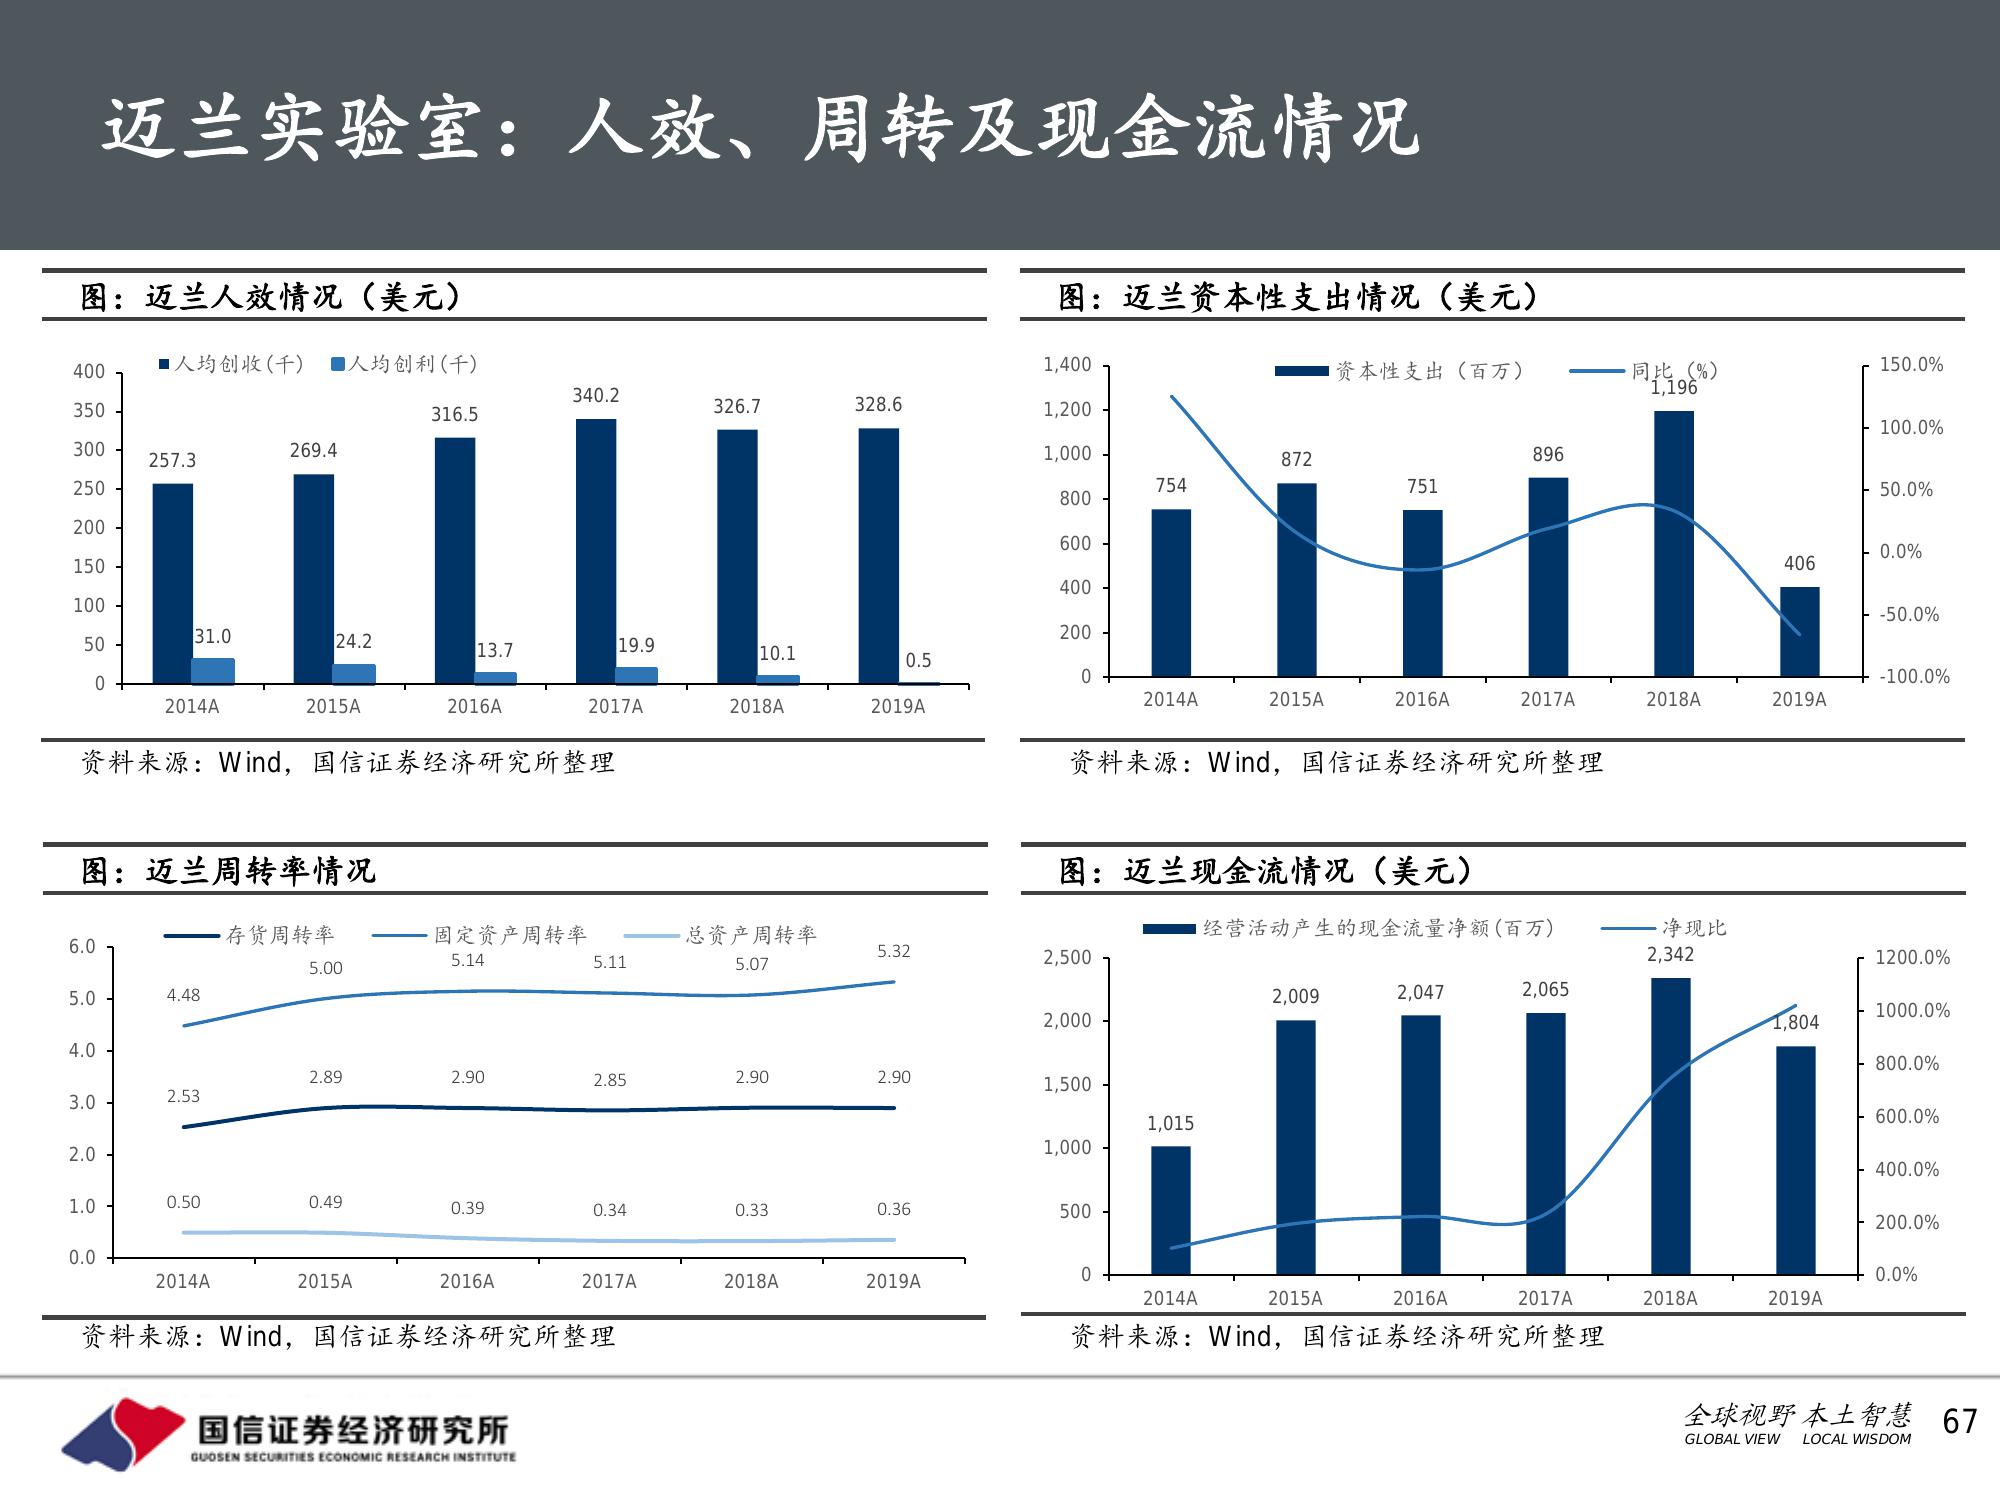 迈兰实验室：人效、周转及现金流情况
图：迈兰人效情况（美元）
人均创收(千) 人均创利(千)
400
350
300
250
200
150
100
50
0
257.3 269.4 316.5 340.2 326.7 328.6
31.0 24.2 13.7 19.9 10.1 0.5
2014A 2015A 2016A 2017A 2018A 2019A
资料来源：Wind，国信证券经济研究所整理
图：迈兰资本性支出情况（美元）
资本性支出（百万） 同比（%）
1,400
1,200
1,000
800
600
400
200
0
754 872 751 896 1,196 406
150.0%
100.0%
50.0%
0.0%
-50.0%
-100.0%
2014A 2015A 2016A 2017A 2018A 2019A
资料来源：Wind，国信证券经济研究所整理
图：迈兰周转率情况
存货周转率 固定资产周转率 总资产周转率
6.0
5.0
4.0
3.0
2.0
1.0
0.0
4.48 5.00 5.14 5.11 5.07 5.32
2.53 2.89 2.90 2.85 2.90 2.90
0.50 0.49 0.39 0.34 0.33 0.36
2014A 2015A 2016A 2017A 2018A 2019A
资料来源：Wind，国信证券经济研究所整理
图：迈兰现金流情况（美元）
经营活动产生的现金流量净额(百万) 净现比
2,500
2,000
1,500
1,000
500
0
1,015 2,009 2,047 2,065 2,342 1,804
1200.0%
1000.0%
800.0%
600.0%
400.0%
200.0%
0.0%
2014A 2015A 2016A 2017A 2018A 2019A
资料来源：Wind，国信证券经济研究所整理
国信证券经济研究所
GUOSEN SECURITIES ECONOMIC RESEARCH INSTITUTE
全球视野 本土智慧
GLOBAL VIEW LOCAL WISDOM
67